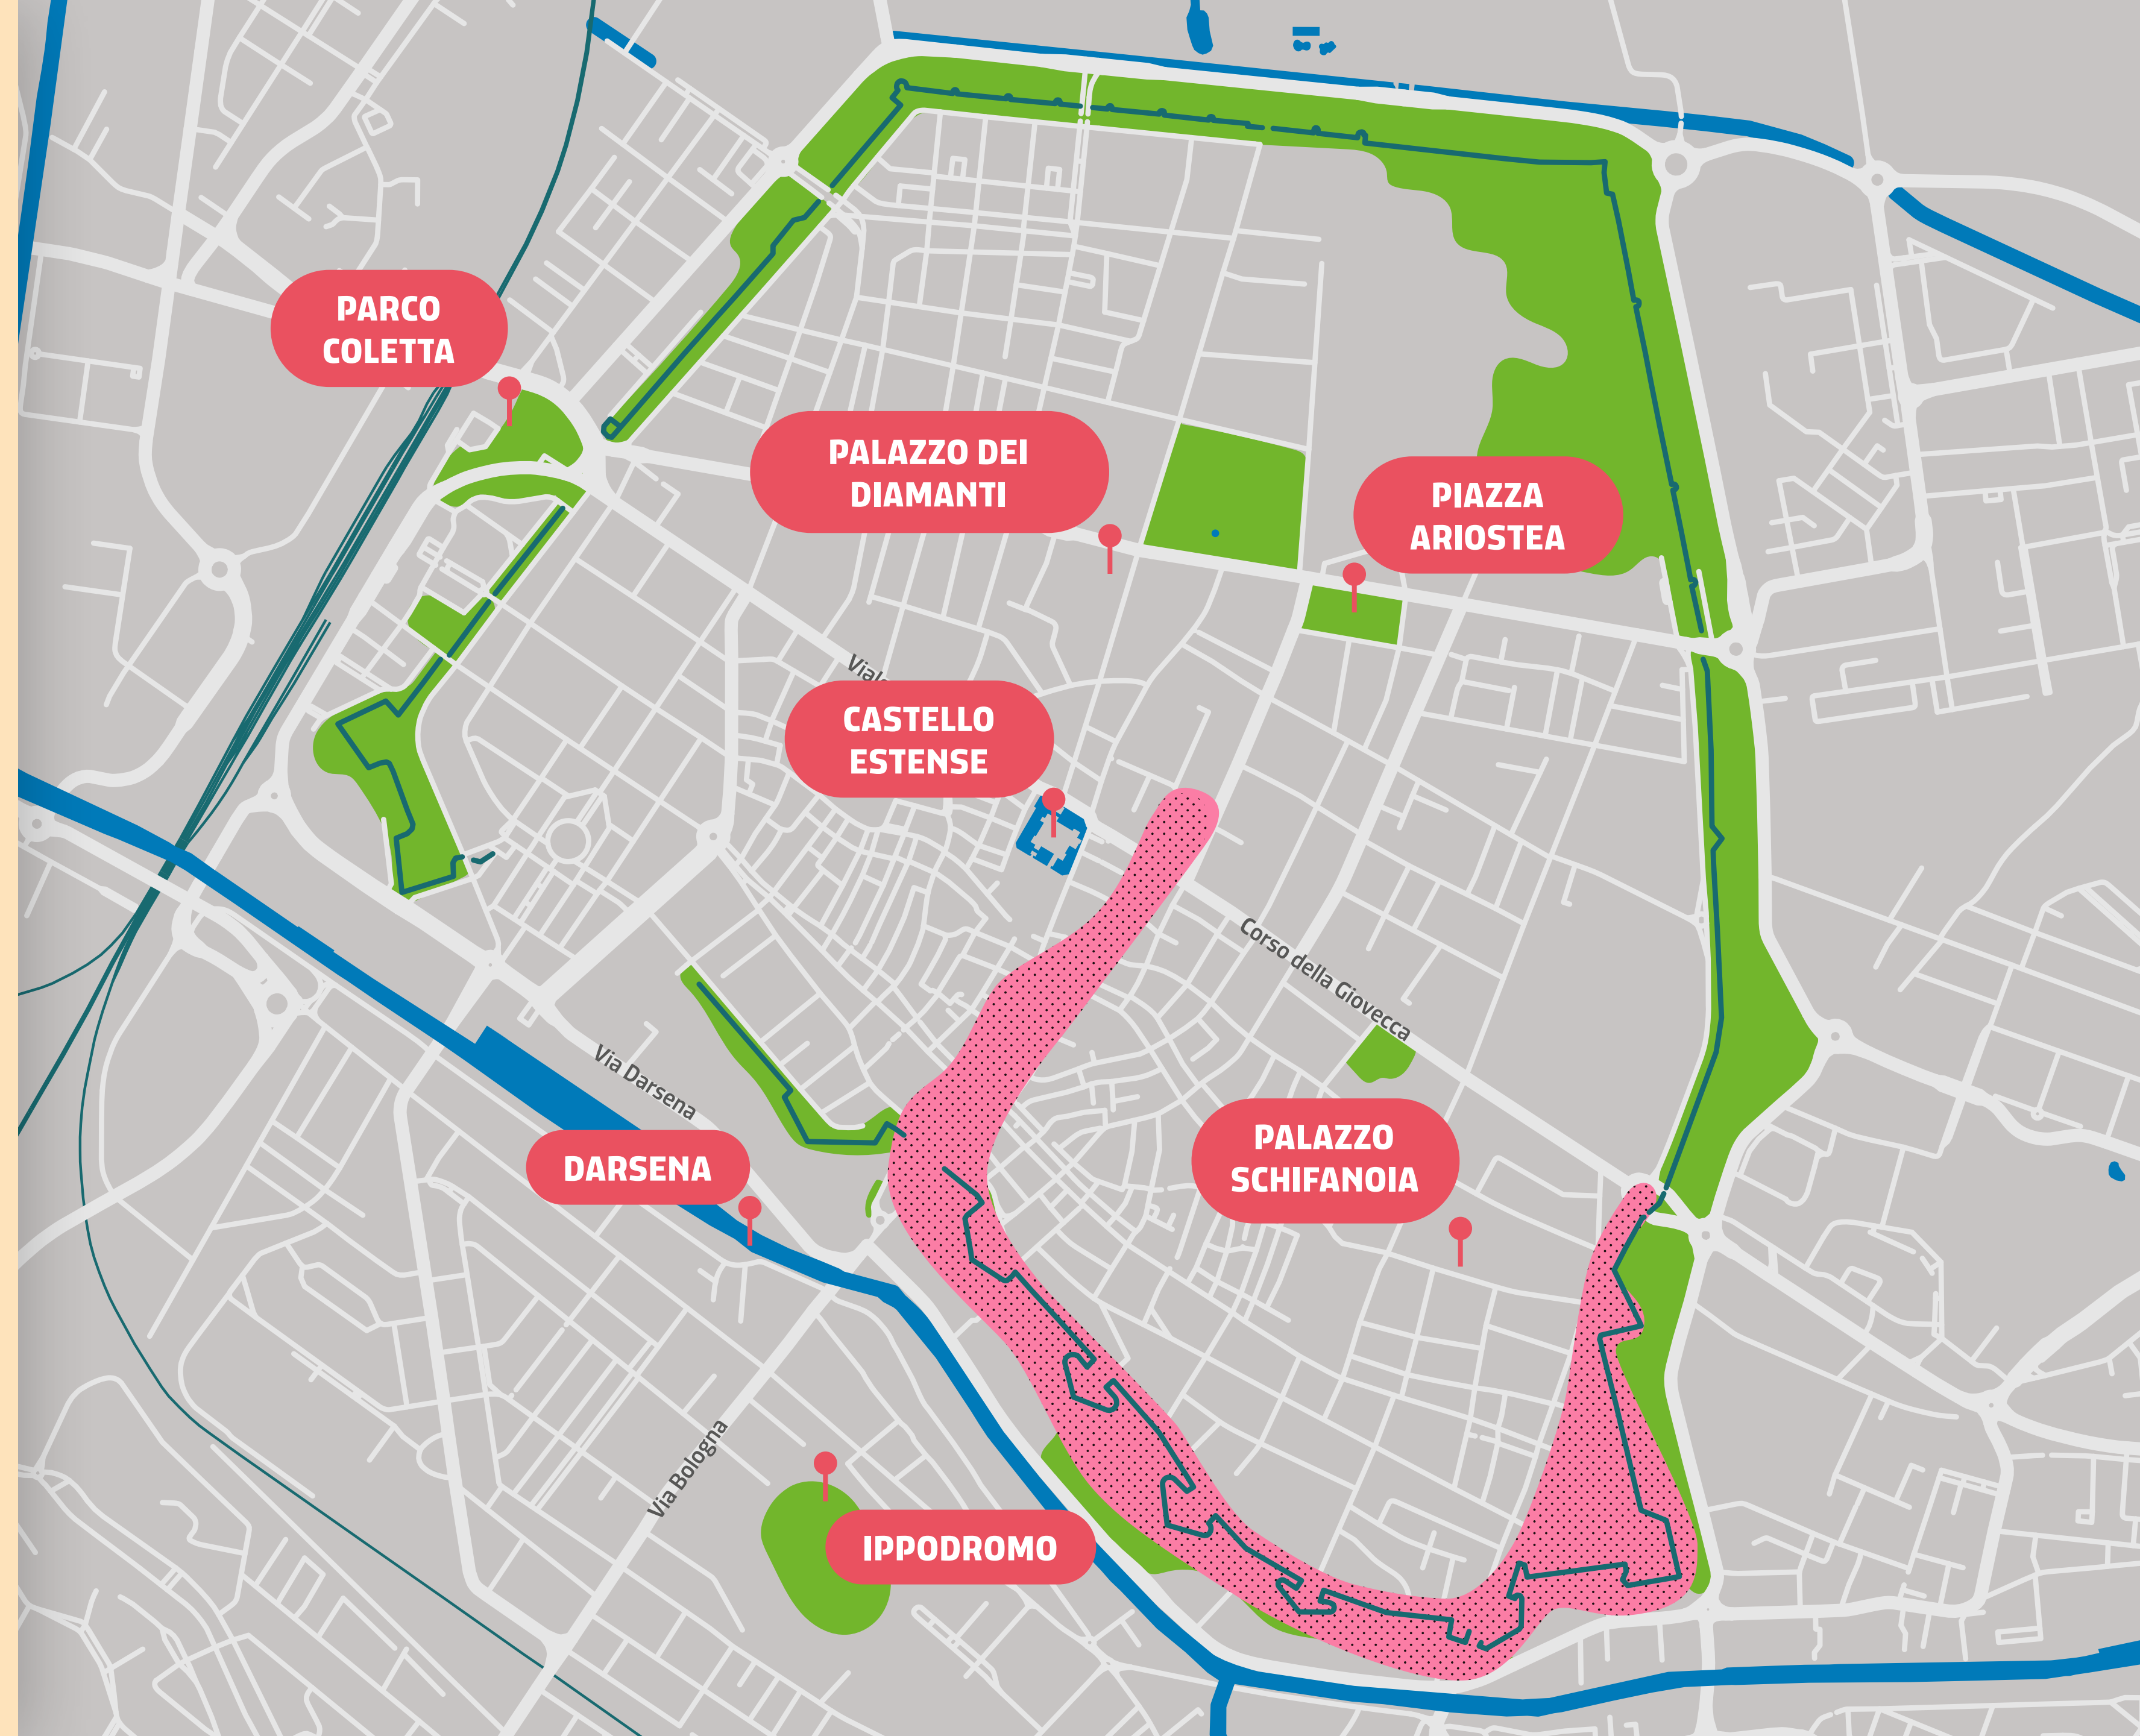 PARCO
COLETTA
PALAZZO DEI
DIAMANTI
PIAZZA
ARIOSTEA
CASTELLO
ESTENSE
Corso della Giovecca
Via Darsena
DARSENA
PALAZZO
SCHIFANOIA
Via Bologna
IPPODROMO